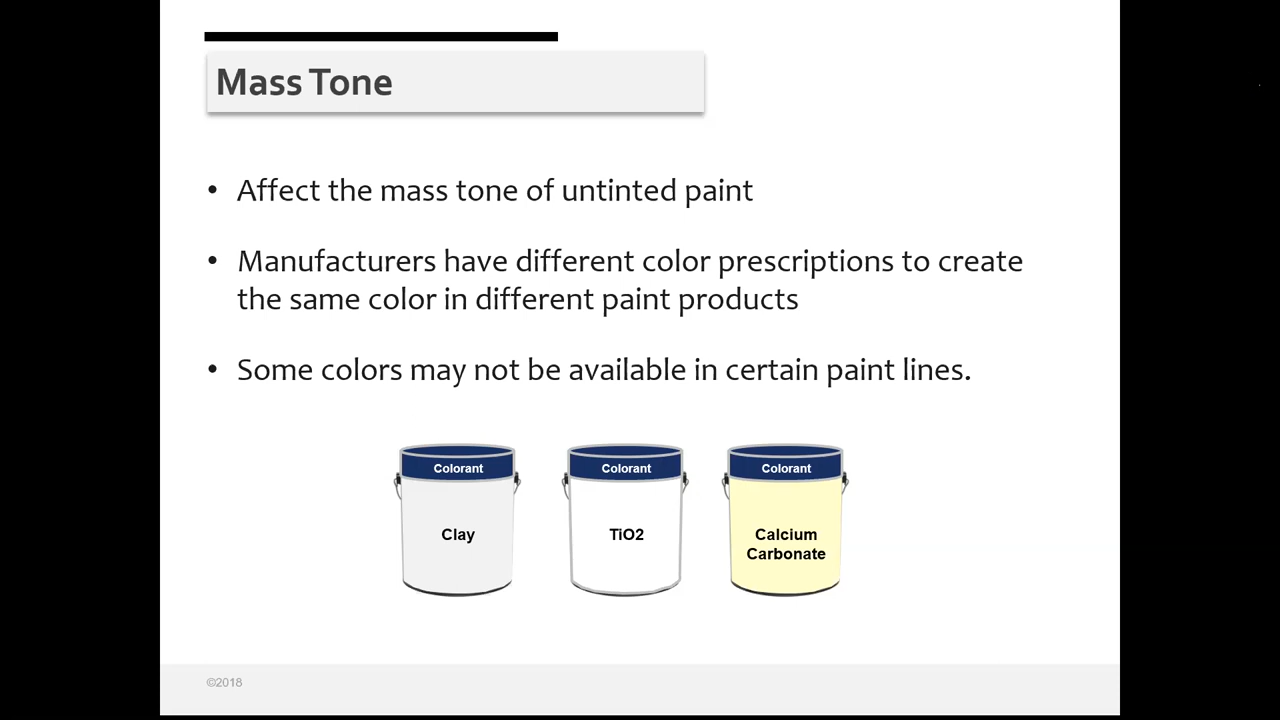 Mass Tone
• Affect the mass tone of untinted paint
• Manufacturers have different color prescriptions to create
the same color in different paint products
• Some colors may not be available in certain paint lines.
Colorant
Clay
Colorant
TiO2
Colorant
Calcium
Carbonate
©2018